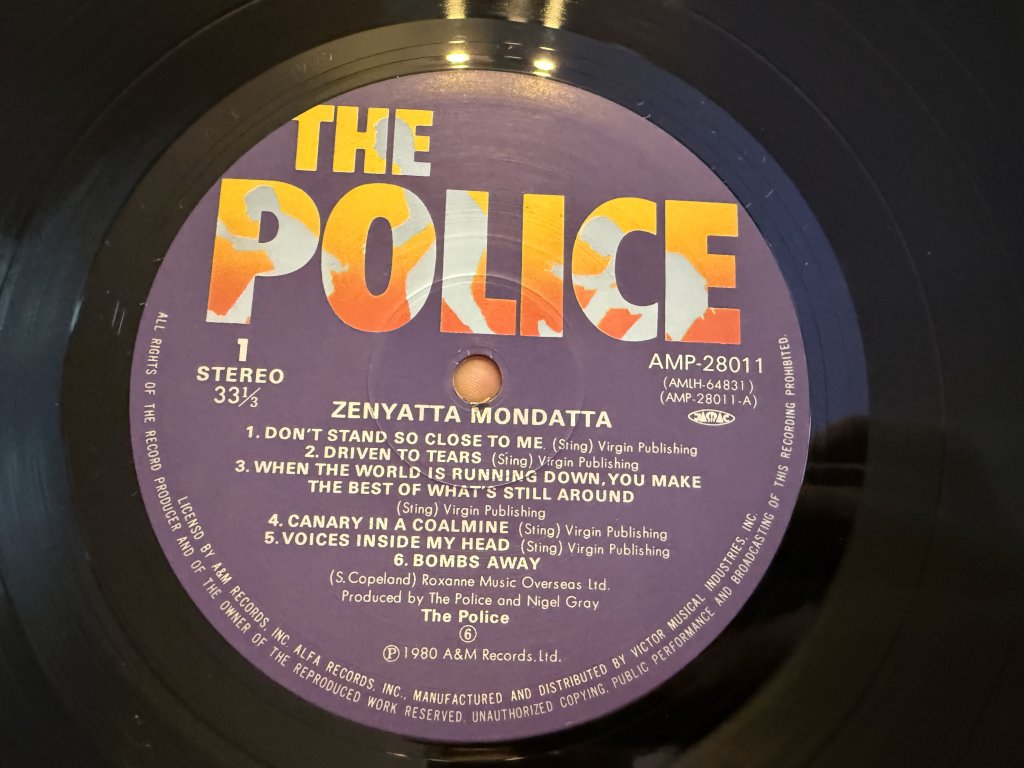 THE
POLICE
1
STEREO
33 1/3
AMP-28011
(AMLH-64831)
(AMP-28011-A)
JASRAC
ZENYATTA MONDATTA
1. DON'T STAND SO CLOSE TO ME (Sting) Virgin Publishing
2. DRIVEN TO TEARS (Sting) Virgin Publishing
3. WHEN THE WORLD IS RUNNING DOWN, YOU MAKE
THE BEST OF WHAT'S STILL AROUND
(Sting) Virgin Publishing
4. CANARY IN A COALMINE (Sting) Virgin Publishing
5. VOICES INSIDE MY HEAD (Sting) Virgin Publishing
6. BOMBS AWAY
(S. Copeland) Roxanne Music Overseas Ltd.
Produced by The Police and Nigel Gray
The Police
⑥
Ⓟ 1980 A&M Records, Ltd.
LICENSD BY A&M RECORDS, INC. ALFA RECORDS, INC., MANUFACTURED AND DISTRIBUTED BY VICTOR MUSICAL INDUSTRIES, INC.
ALL RIGHTS OF THE RECORD PRODUCER AND OF THE OWNER OF THE REPRODUCED WORK RESERVED. UNAUTHORIZED COPYING, PUBLIC PERFORMANCE, AND BROADCASTING OF THIS RECORDING PROHIBITED.